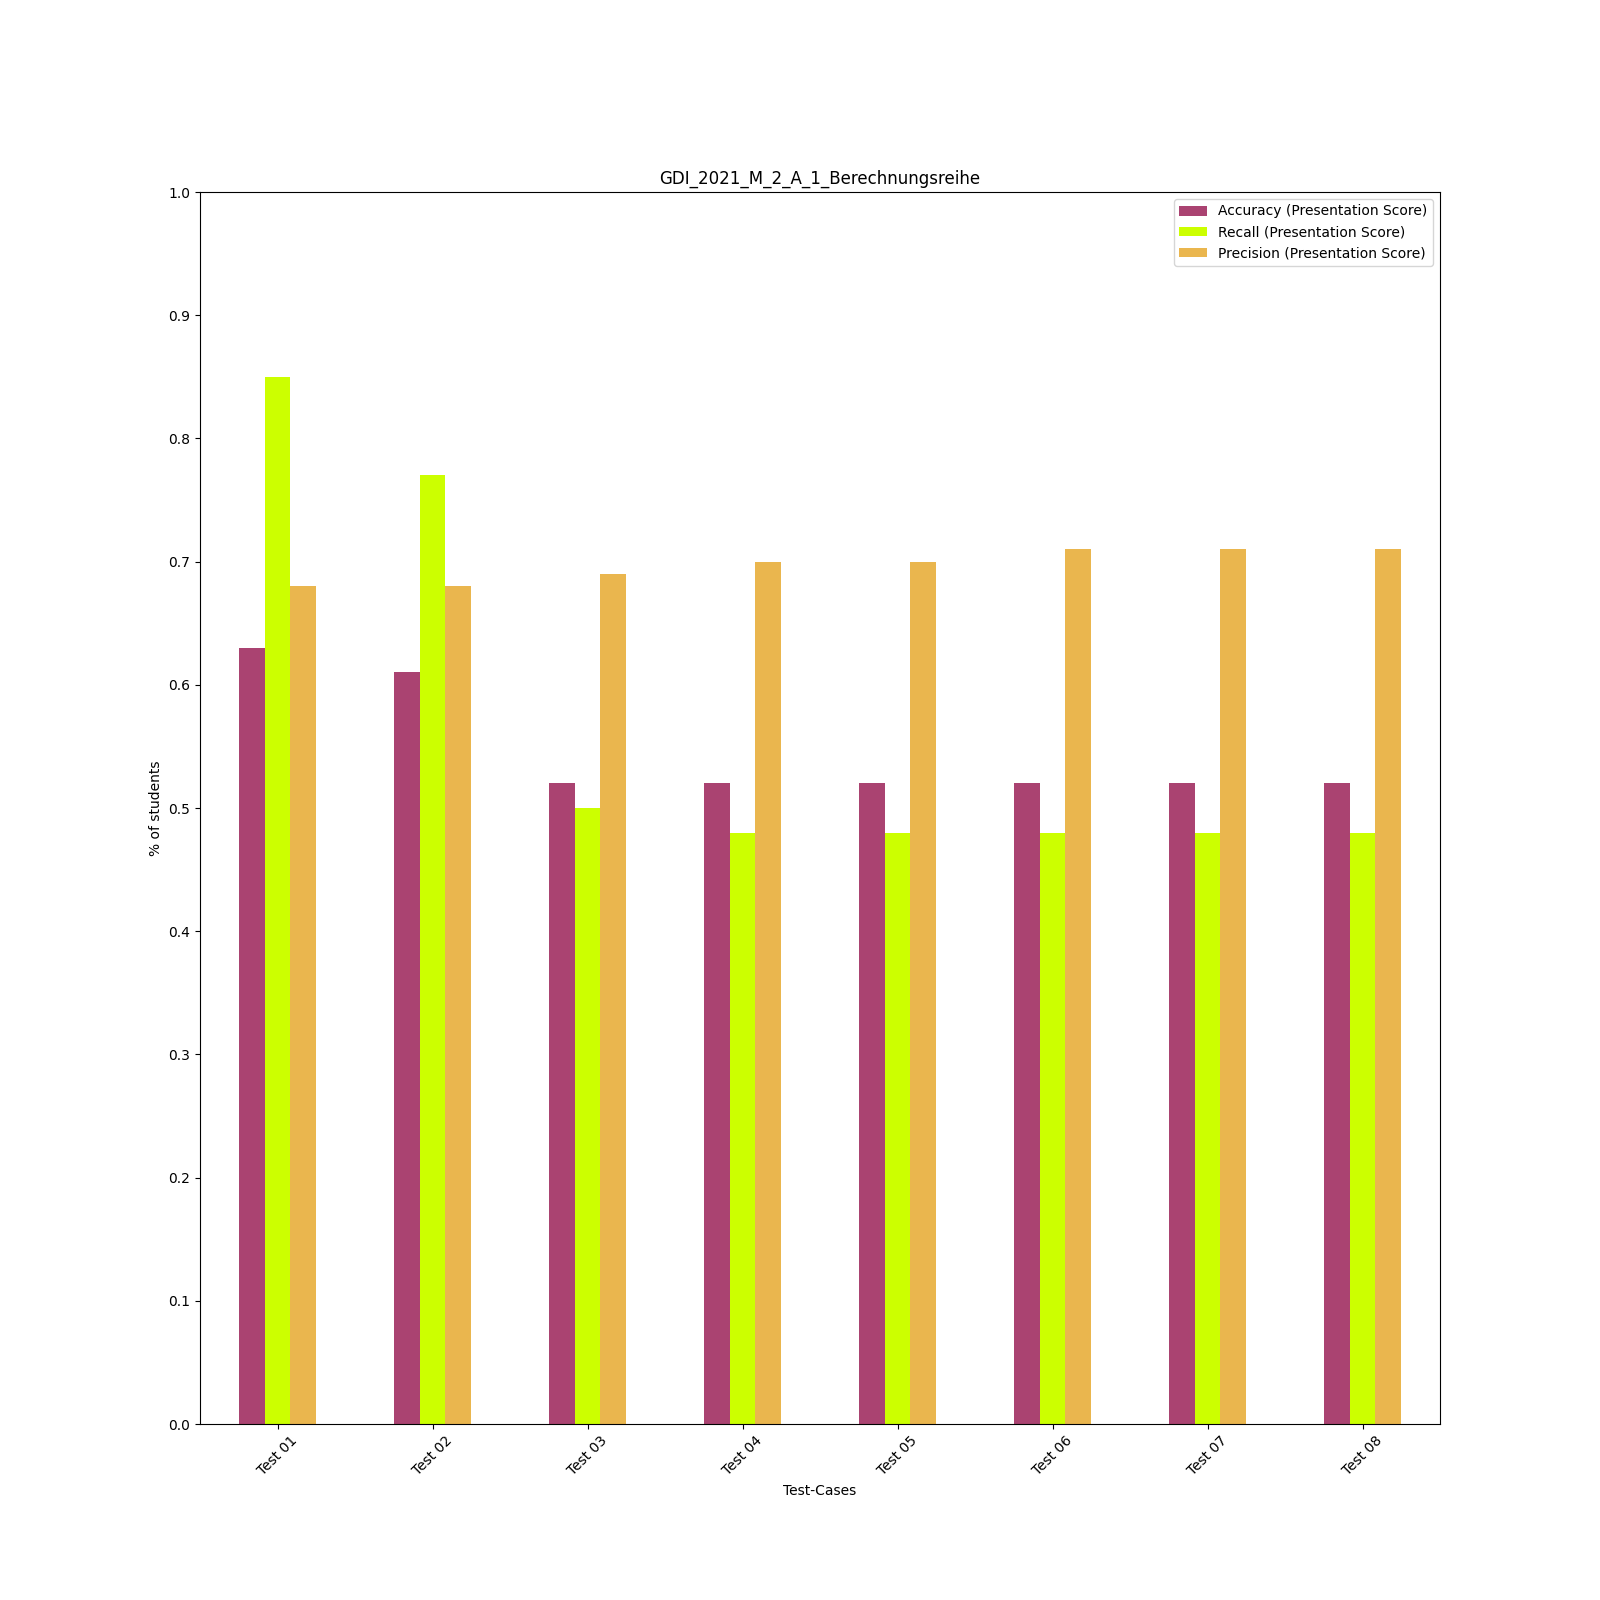 GDI_2021_M_2_A_1_Berechnungsreihe
Accuracy (Presentation Score)
Recall (Presentation Score)
Precision (Presentation Score)
1.0
0.9
0.8
0.7
0.6
0.5
0.4
0.3
0.2
0.1
0.0
% of students
Test 01
Test 02
Test 03
Test 04
Test 05
Test 06
Test 07
Test 08
Test-Cases